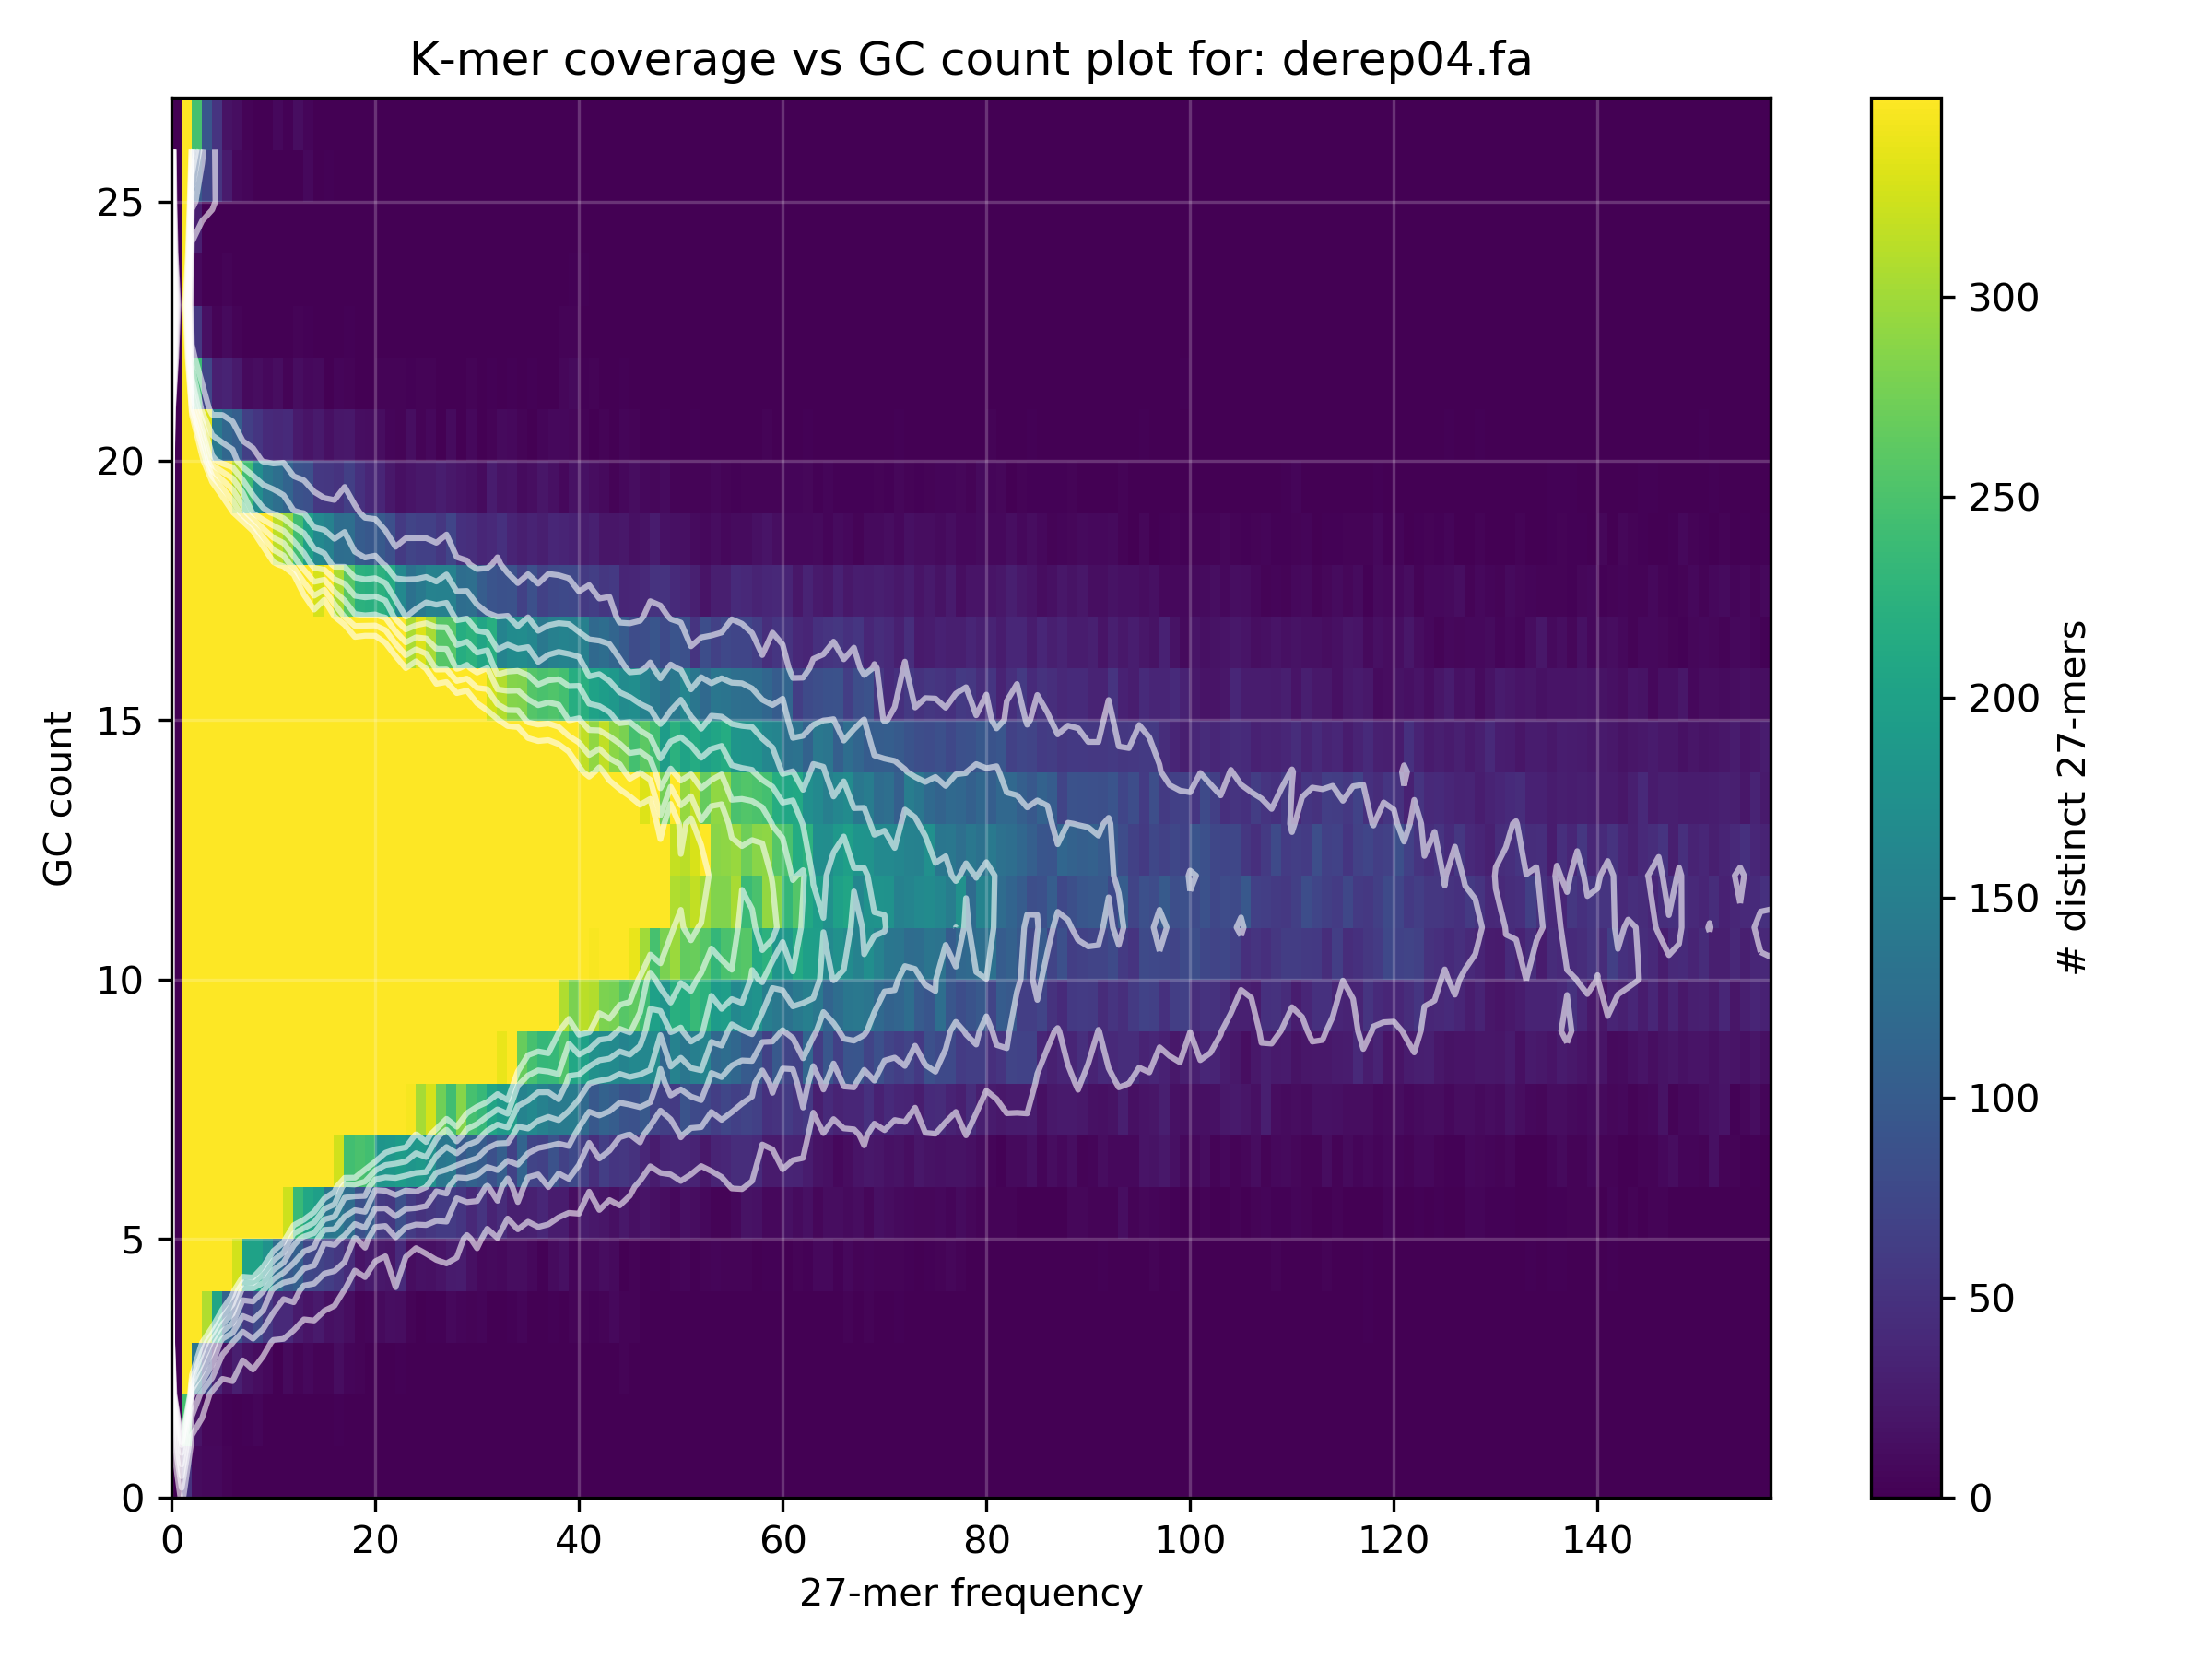 K-mer coverage vs GC count plot for: derep04.fa
GC count
25
20
15
10
5
0
0 20 40 60 80 100 120 140
27-mer frequency
300
250
200
150
100
50
0
# distinct 27-mers